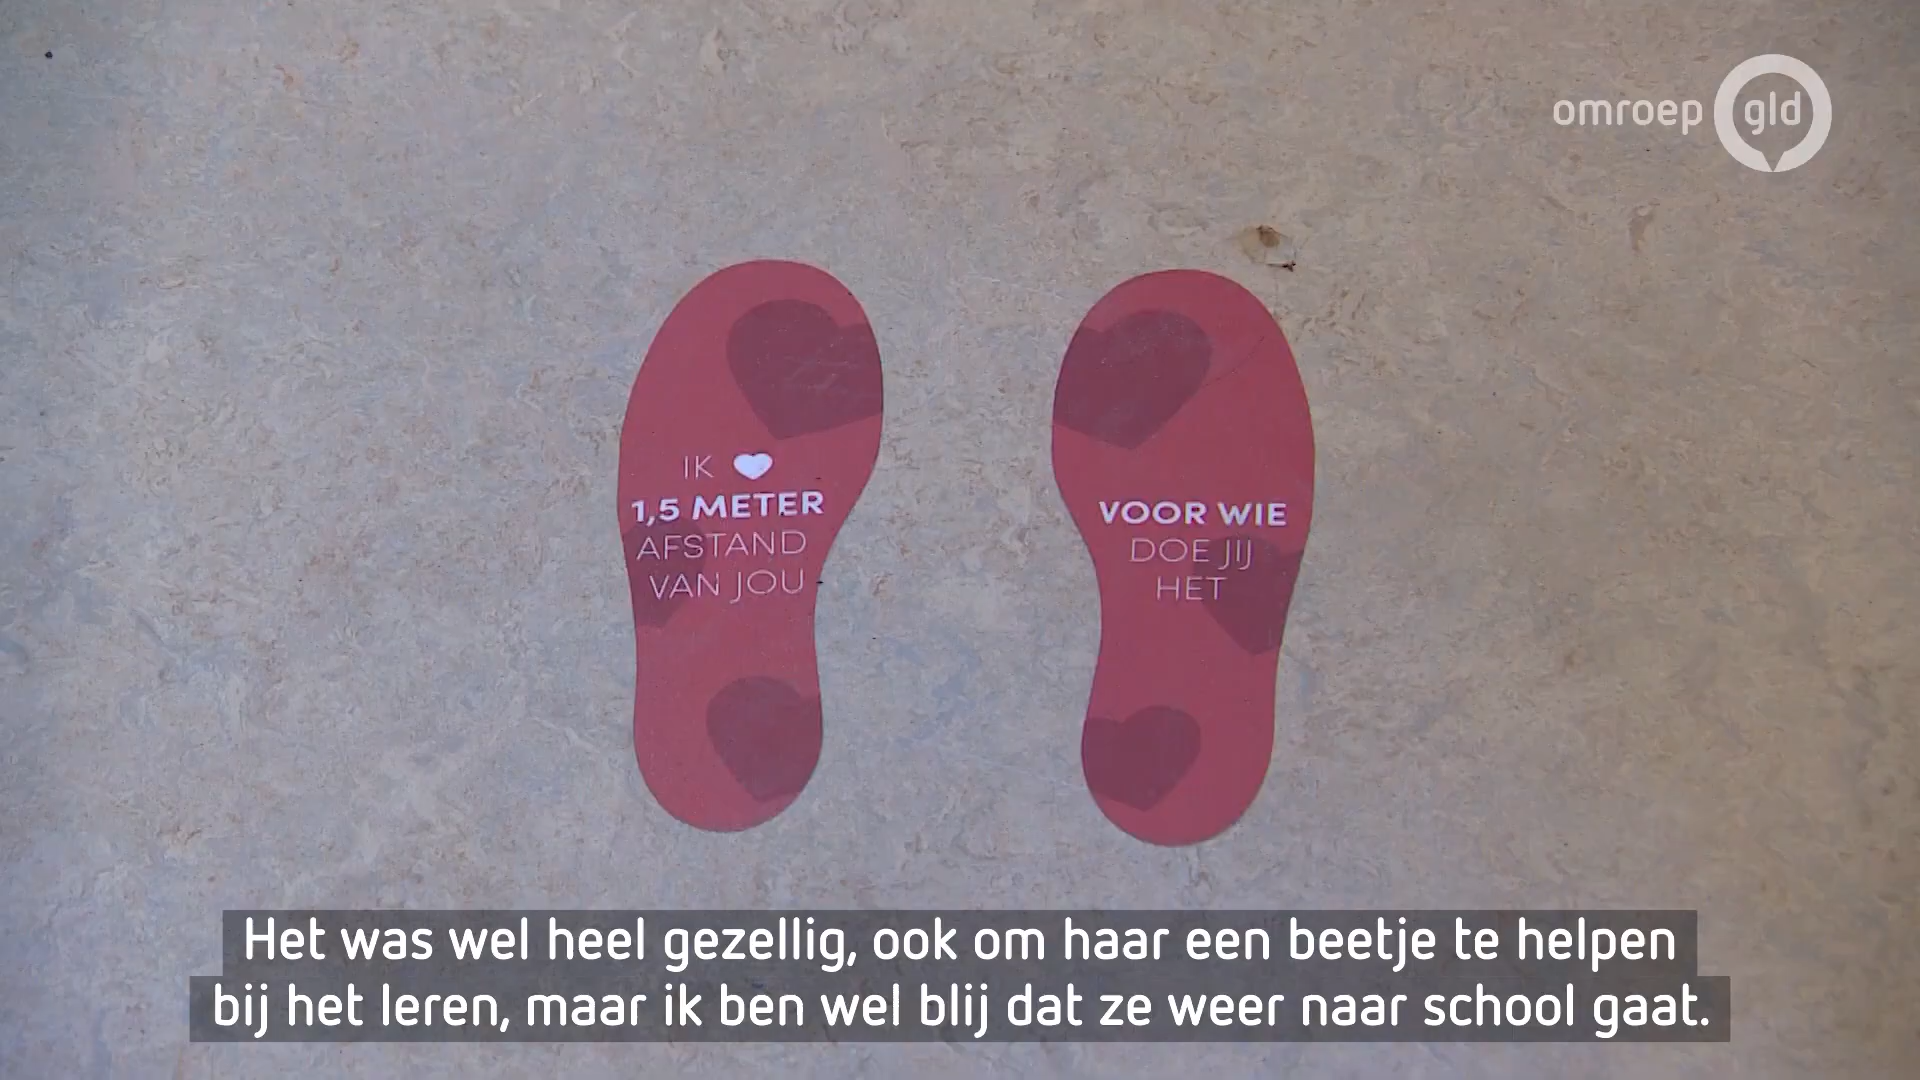 omroep gld
IK
1,5 METER
AFSTAND
VAN JOU
VOOR WIE
DOE JIJ
HET
Het was wel heel gezellig, ook om haar een beetje te helpen
bij het leren, maar ik ben wel blij dat ze weer naar school gaat.